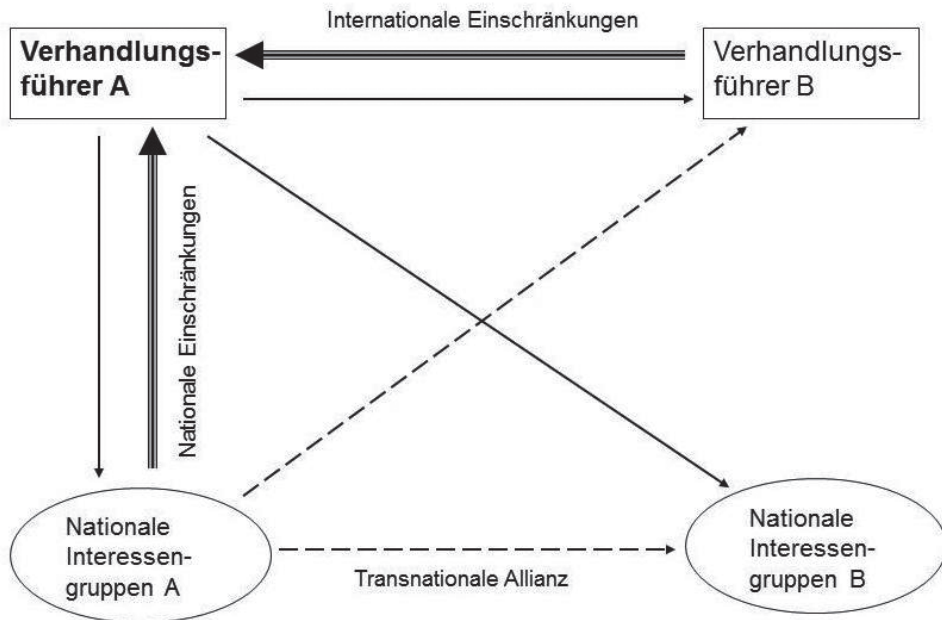 Internationale Einschränkungen
Verhandlungs-
führer A
Verhandlungs-
führer B
Nationale Einschränkungen
Nationale
Interessen-
gruppen A
Transnationale Allianz
Nationale
Interessen-
gruppen B